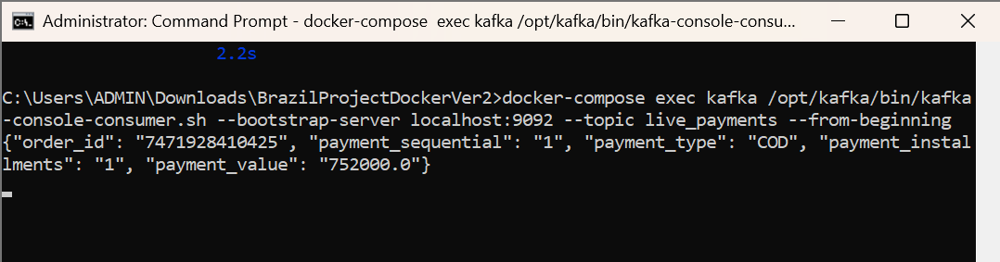 Administrator: Command Prompt - docker-compose  exec kafka /opt/kafka/bin/kafka-console-consu...
2.2s
C:\Users\ADMIN\Downloads\BrazilProjectDockerVer2>docker-compose exec kafka /opt/kafka/bin/kafka
-console-consumer.sh --bootstrap-server localhost:9092 --topic live_payments --from-beginning
{"order_id": "7471928410425", "payment_sequential": "1", "payment_type": "COD", "payment_instal
lments": "1", "payment_value": "752000.0"}